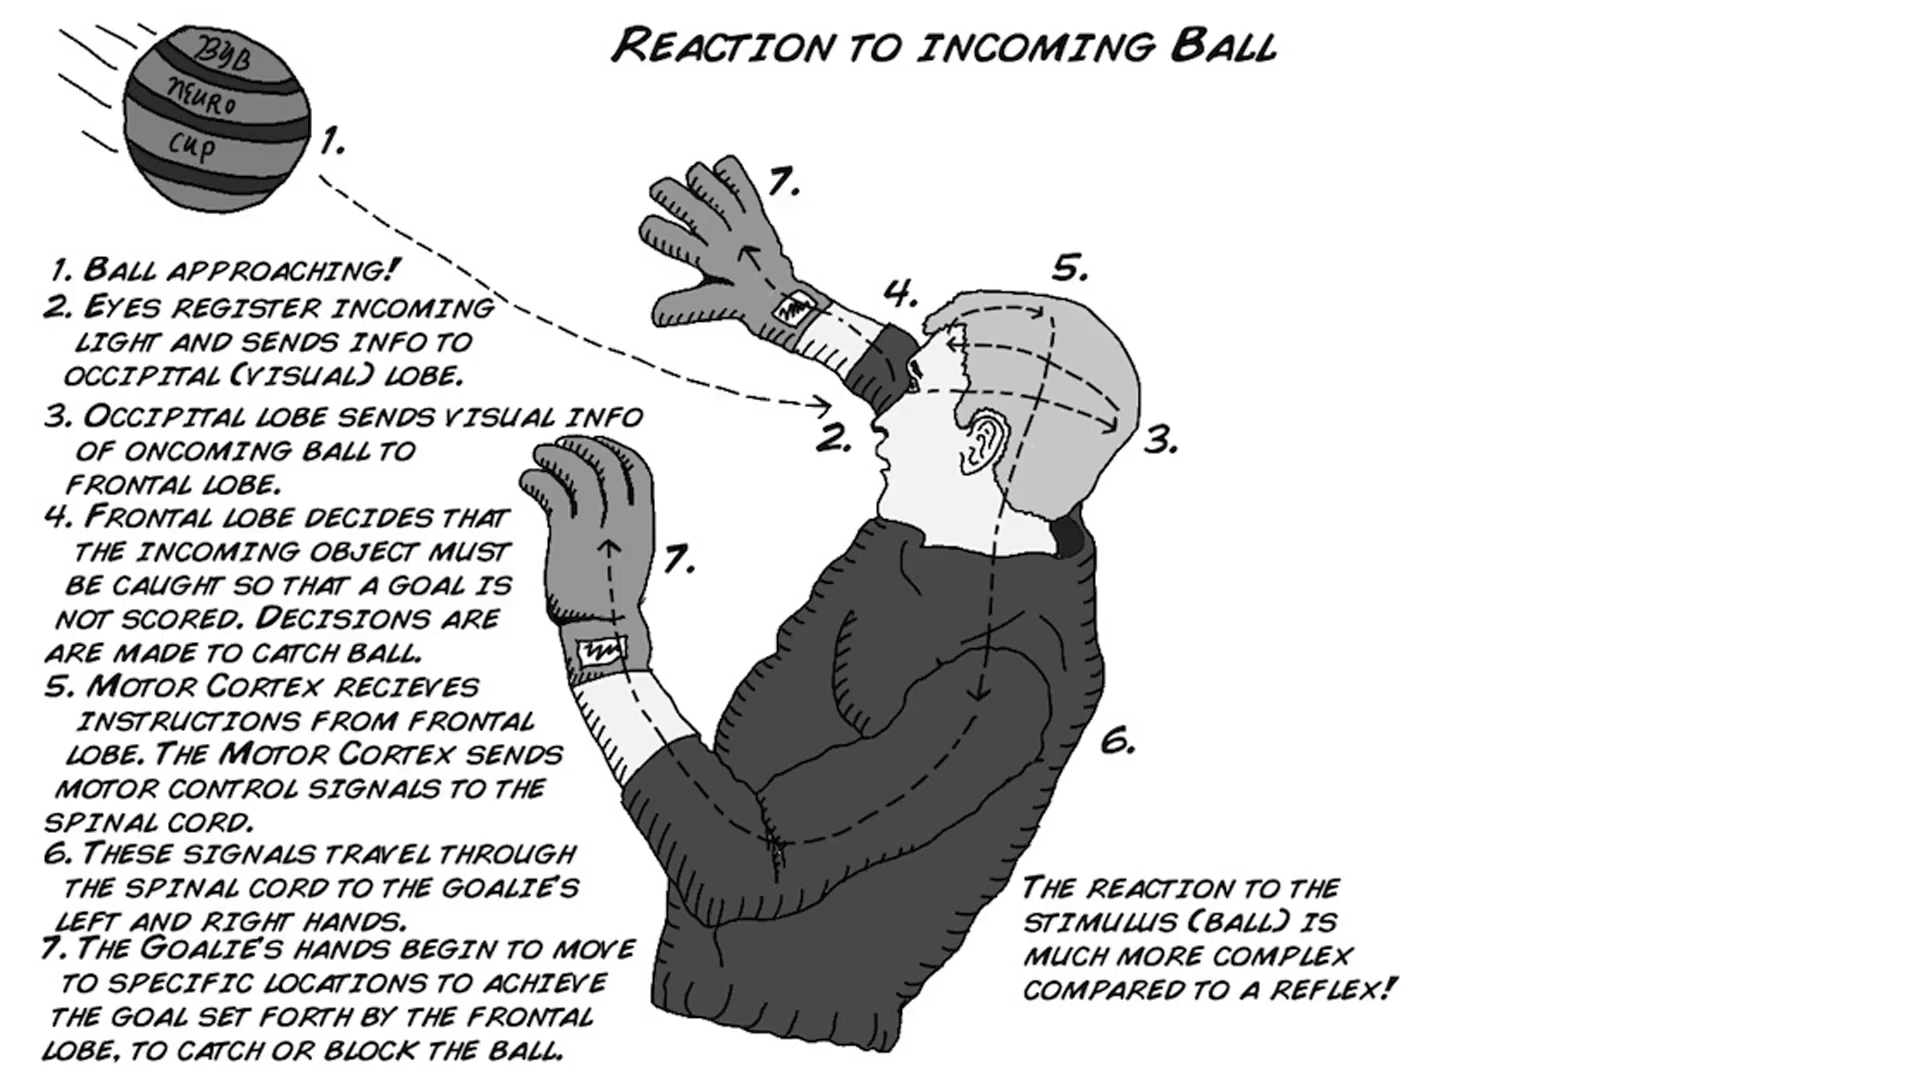 REACTION TO INCOMING BALL
BYB
NEURO
CUP
1.
7.
5.
4.
2.
3.
7.
6.
1. BALL APPROACHING!
2. EYES REGISTER INCOMING
LIGHT AND SENDS INFO TO
OCCIPITAL (VISUAL) LOBE.
3. OCCIPITAL LOBE SENDS VISUAL INFO
OF ONCOMING BALL TO
FRONTAL LOBE.
4. FRONTAL LOBE DECIDES THAT
THE INCOMING OBJECT MUST
BE CAUGHT SO THAT A GOAL IS
NOT SCORED. DECISIONS ARE
ARE MADE TO CATCH BALL.
5. MOTOR CORTEX RECIEVES
INSTRUCTIONS FROM FRONTAL
LOBE. THE MOTOR CORTEX SENDS
MOTOR CONTROL SIGNALS TO THE
SPINAL CORD.
6. THESE SIGNALS TRAVEL THROUGH
THE SPINAL CORD TO THE GOALIE'S
LEFT AND RIGHT HANDS.
7. THE GOALIE'S HANDS BEGIN TO MOVE
TO SPECIFIC LOCATIONS TO ACHIEVE
THE GOAL SET FORTH BY THE FRONTAL
LOBE, TO CATCH OR BLOCK THE BALL.
THE REACTION TO THE
STIMULUS (BALL) IS
MUCH MORE COMPLEX
COMPARED TO A REFLEX!